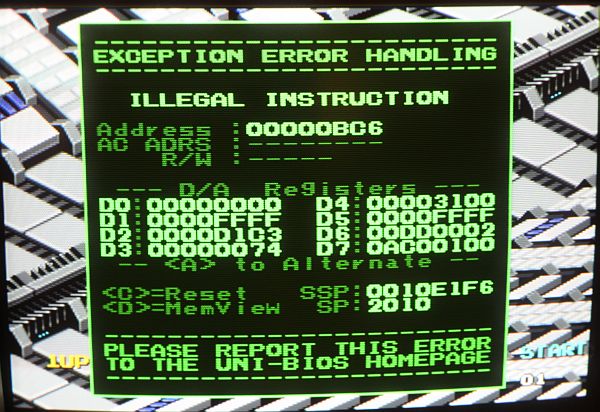 EXCEPTION ERROR HANDLING
ILLEGAL INSTRUCTION
Address :00000BC6
AC ADRS :--------
R/W :-----
--- D/A Registers ---
D0:00000000 D4:00003100
D1:0000FFFF D5:0000FFFF
D2:0000D1C3 D6:00DD0002
D3:00000074 D7:0AC00100
-- <A> to Alternate --
<C>=Reset SSP:0010E1F6
<D>=MemView SP:2010
PLEASE REPORT THIS ERROR
TO THE UNI-BIOS HOMEPAGE
1UP START
01